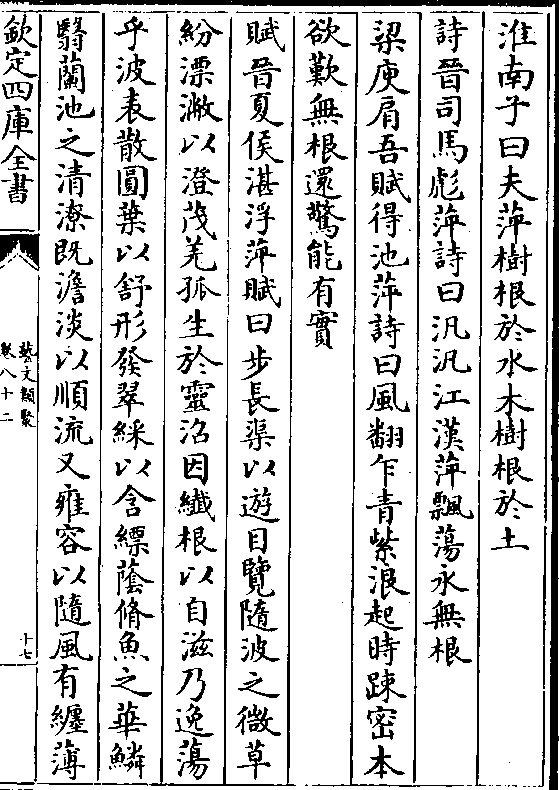 淮南子曰夫萍樹根於水木樹根於土
詩晉司馬彪萍詩曰汎汎江漢萍飄蕩永無根
梁庾肩吾賦得池萍詩曰風翻乍青紫浪起時踈密本
欲歎無根還驚能有實
賦晉夏侯湛浮萍賦曰步長渠以遊目覽隨波之微草
紛漂潎以澄茂羌孤生於靈沼因纎根以自滋乃逸蕩
乎波表散圓葉以舒形發翠綵以含縹蔭脩魚之華鱗
翳蘭池之清潦既澹淡以順流又雍容以隨風有纏薄
欽定四庫全書
藝文類聚
卷八十二
十七